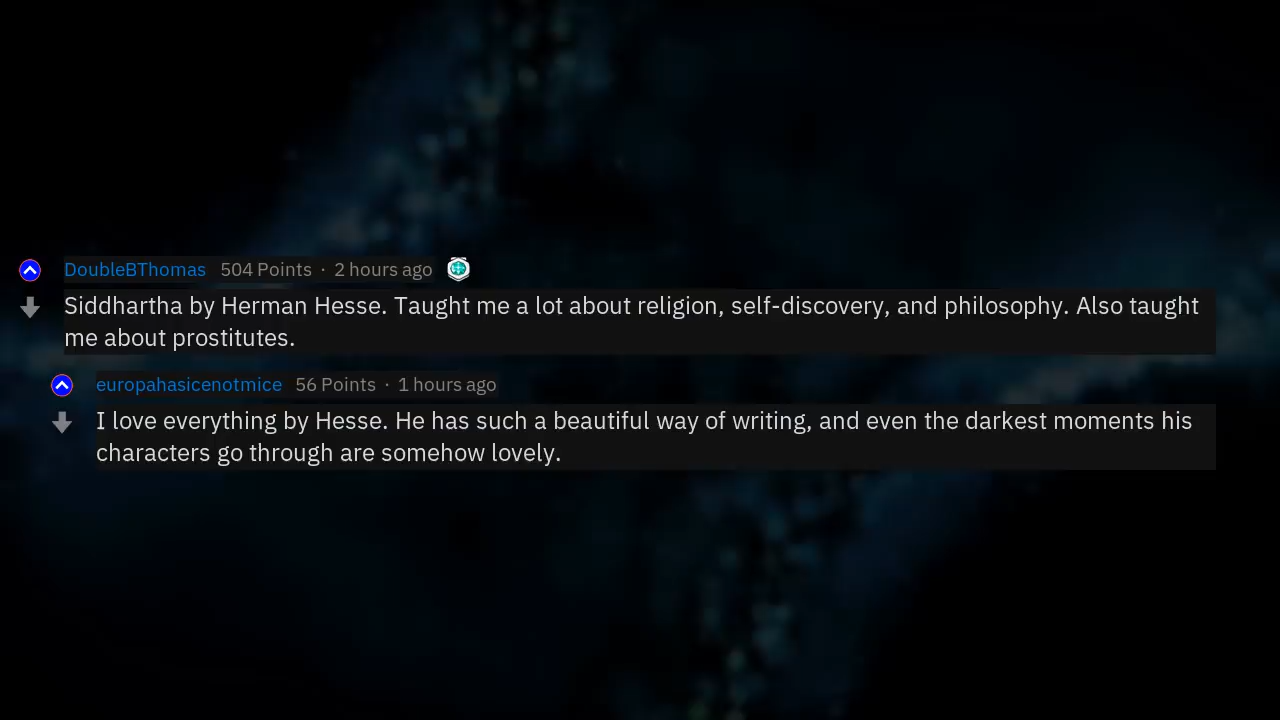 DoubleBThomas 504 Points · 2 hours ago
Siddhartha by Herman Hesse. Taught me a lot about religion, self-discovery, and philosophy. Also taught
me about prostitutes.
europahasicenotmice 56 Points · 1 hours ago
I love everything by Hesse. He has such a beautiful way of writing, and even the darkest moments his
characters go through are somehow lovely.